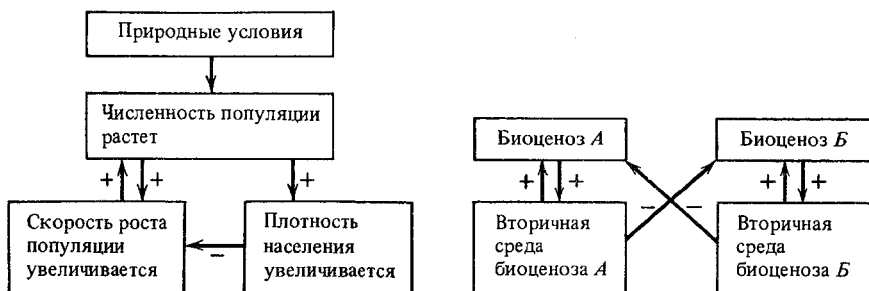 Природные условия
Численность популяции
растет
+ + +
Скорость роста
популяции
увеличивается
−
Плотность
населения
увеличивается
Биоценоз А
Биоценоз Б
+ + − − + +
Вторичная
среда
биоценоза А
Вторичная
среда
биоценоза Б